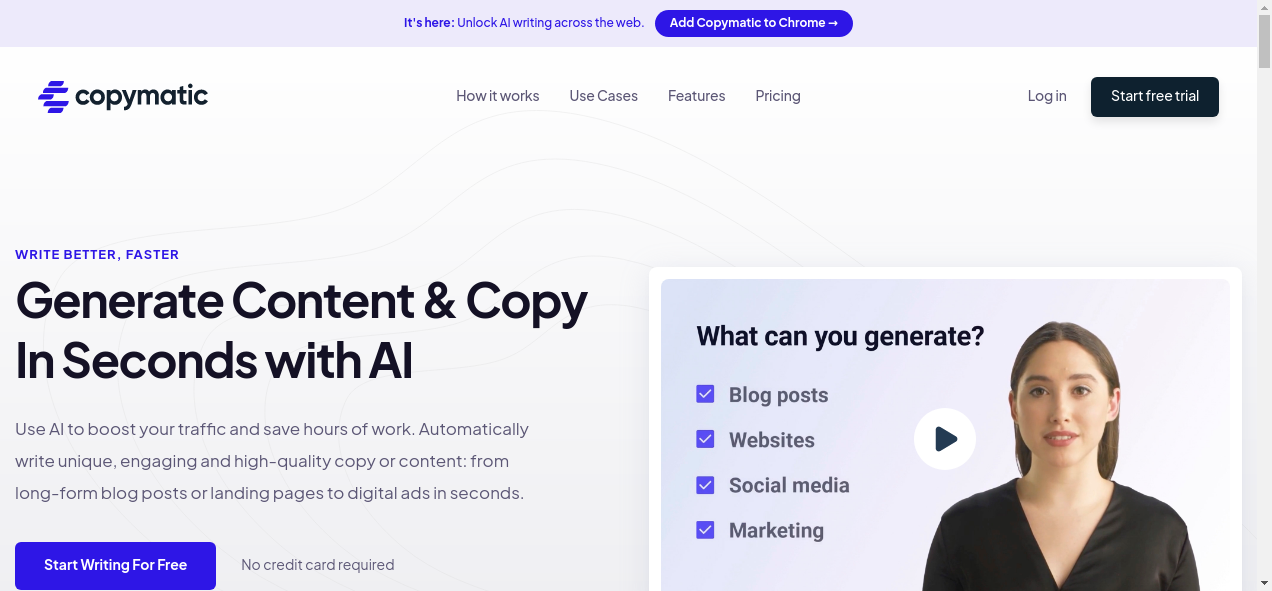 It's here: Unlock AI writing across the web. Add Copymatic to Chrome →
copymatic
How it works Use Cases Features Pricing Log in Start free trial
WRITE BETTER, FASTER
Generate Content & Copy
In Seconds with AI
Use AI to boost your traffic and save hours of work. Automatically
write unique, engaging and high-quality copy or content: from
long-form blog posts or landing pages to digital ads in seconds.
Start Writing For Free No credit card required
What can you generate?
Blog posts
Websites
Social media
Marketing